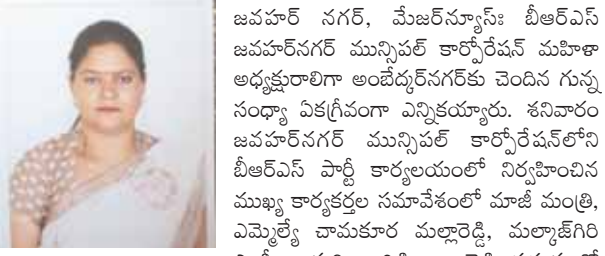 జవహర్ నగర్, మేజర్‌న్యూస్: బీఆర్ఎస్
జవహర్‌నగర్ మున్సిపల్ కార్పోరేషన్ మహిళా
అధ్యక్షురాలిగా అంబేద్కర్‌నగర్‌కు చెందిన గున్న
సంధ్యా ఏకగ్రీవంగా ఎన్నికయ్యారు. శనివారం
జవహర్‌నగర్ మున్సిపల్ కార్పోరేషన్‌లోని
బీఆర్ఎస్ పార్టీ కార్యలయంలో నిర్వహించిన
ముఖ్య కార్యకర్తల సమావేశంలో మాజీ మంత్రి,
ఎమ్మెల్యే చామకూర మల్లారెడ్డి, మల్కాజ్‌గిరి